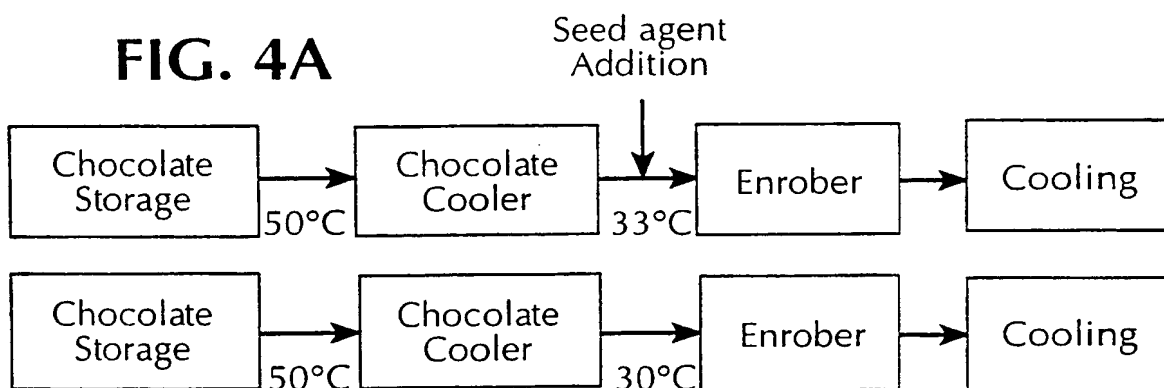 FIG. 4A
Seed agent
Addition
Chocolate
Storage
50°C
Chocolate
Cooler
33°C
Enrober
Cooling
Chocolate
Storage
50°C
Chocolate
Cooler
30°C
Enrober
Cooling